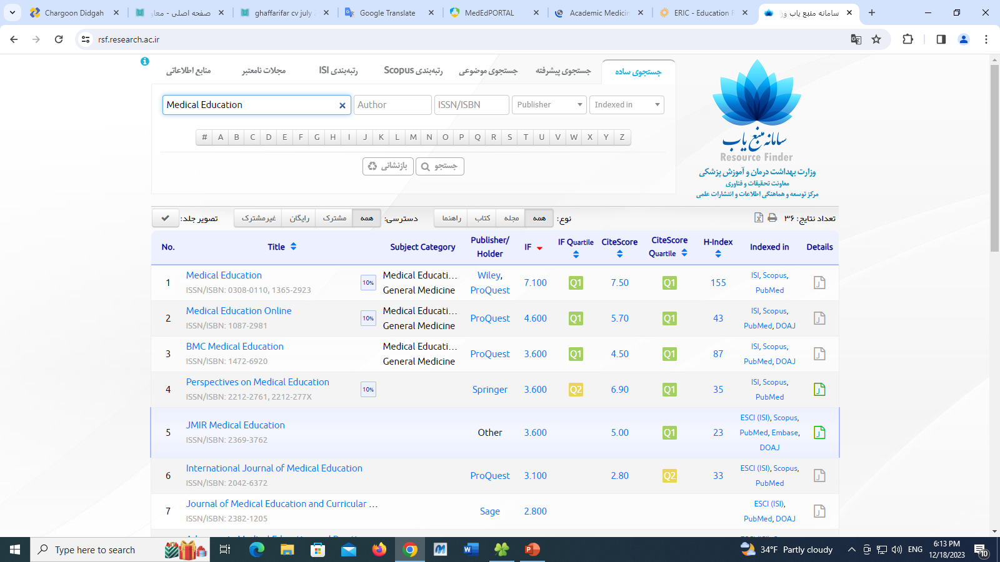 Chargoon Didgah
صفحه اصلی - معاو
ghaffarifar cv july
Google Translate
MedEdPORTAL
Academic Medicin
ERIC - Education R
سامانه منبع یاب وزا
rsf.research.ac.ir
جستجوی ساده
جستجوی پیشرفته
جستجوی موضوعی
رتبه‌بندی Scopus
رتبه‌بندی ISI
مجلات نامعتبر
منابع اطلاعاتی
Medical Education
Author
ISSN/ISBN
Publisher
Indexed in
# A B C D E F G H I J K L M N O P Q R S T U V W X Y Z
جستجو
بازنشانی
سامانه منبع یاب
Resource Finder
وزارت بهداشت درمان و آموزش پزشکی
معاونت تحقیقات و فناوری
مرکز توسعه و هماهنگی اطلاعات و انتشارات علمی
تعداد نتایج: ۳۶
نوع: همه مجله کتاب راهنما
دسترسی: همه مشترک رایگان غیرمشترک
تصویر جلد:
No. Title Subject Category Publisher/ Holder IF IF Quartile CiteScore CiteScore Quartile H-Index Indexed in Details
1 Medical Education 10% Medical Educati... Wiley, 7.100 Q1 7.50 Q1 155 ISI, Scopus,
ISSN/ISBN: 0308-0110, 1365-2923 General Medicine ProQuest PubMed
2 Medical Education Online 10% Medical Educati... ProQuest 4.600 Q1 5.70 Q1 43 ISI, Scopus,
ISSN/ISBN: 1087-2981 General Medicine PubMed, DOAJ
3 BMC Medical Education Medical Educati... ProQuest 3.600 Q1 4.50 Q1 87 ISI, Scopus,
ISSN/ISBN: 1472-6920 General Medicine PubMed, DOAJ
4 Perspectives on Medical Education 10% Springer 3.600 Q2 6.90 Q1 35 ISI, Scopus,
ISSN/ISBN: 2212-2761, 2212-277X PubMed
5 JMIR Medical Education Other 3.600 5.00 Q1 23 ESCI (ISI), Scopus,
ISSN/ISBN: 2369-3762 PubMed, Embase,
DOAJ
6 International Journal of Medical Education ProQuest 3.100 2.80 Q2 33 ESCI (ISI), Scopus,
ISSN/ISBN: 2042-6372 PubMed
7 Journal of Medical Education and Curricular ... Sage 2.800 ESCI (ISI),
ISSN/ISBN: 2382-1205 PubMed, DOAJ
Type here to search
34°F Partly cloudy
ENG
6:13 PM
12/18/2023
10